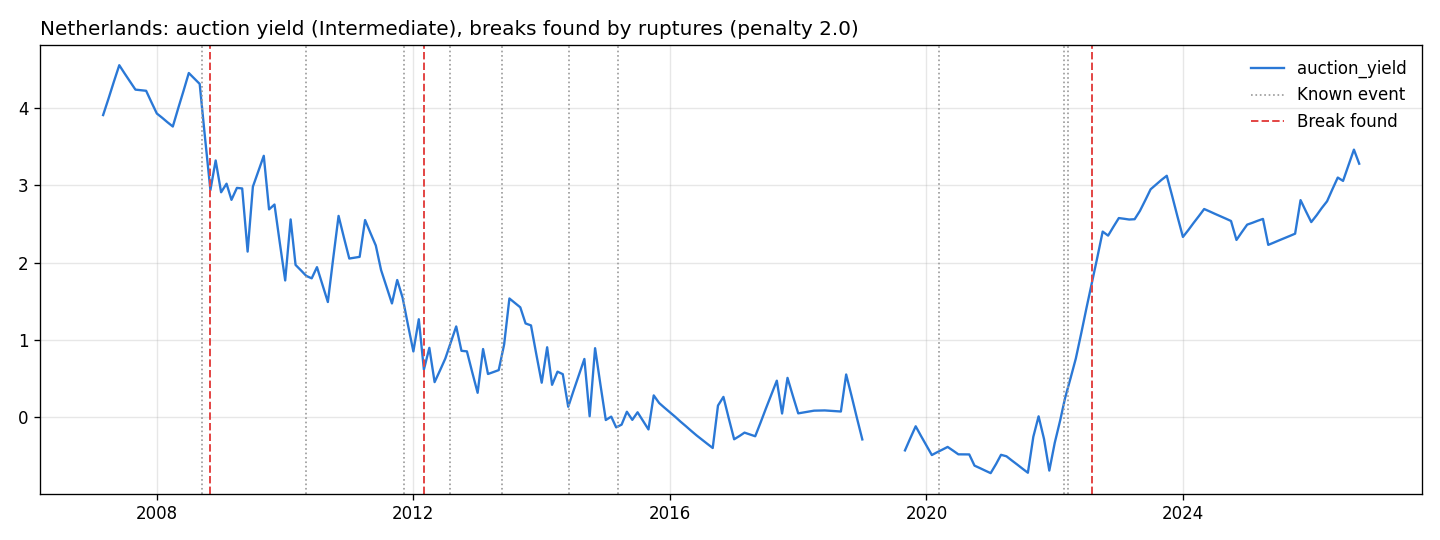 Netherlands: auction yield (Intermediate), breaks found by ruptures (penalty 2.0)
auction_yield
Known event
Break found
4
3
2
1
0
2008
2012
2016
2020
2024